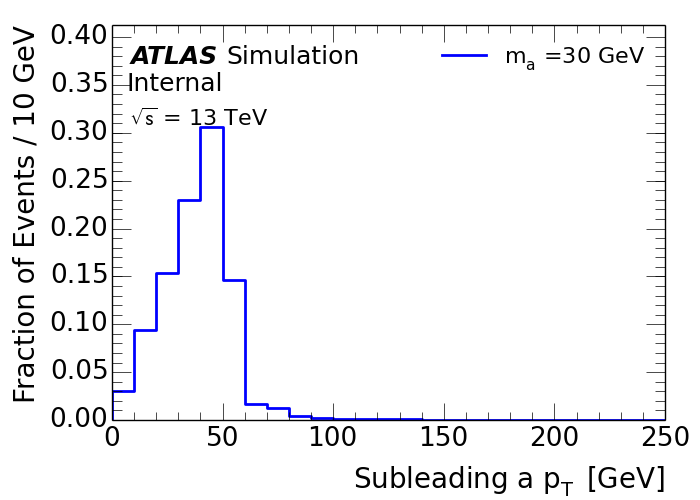 ATLAS Simulation
Internal
√s = 13 TeV
m_a =30 GeV
Fraction of Events / 10 GeV
0.40
0.35
0.30
0.25
0.20
0.15
0.10
0.05
0.00
0 50 100 150 200 250
Subleading a p_T [GeV]